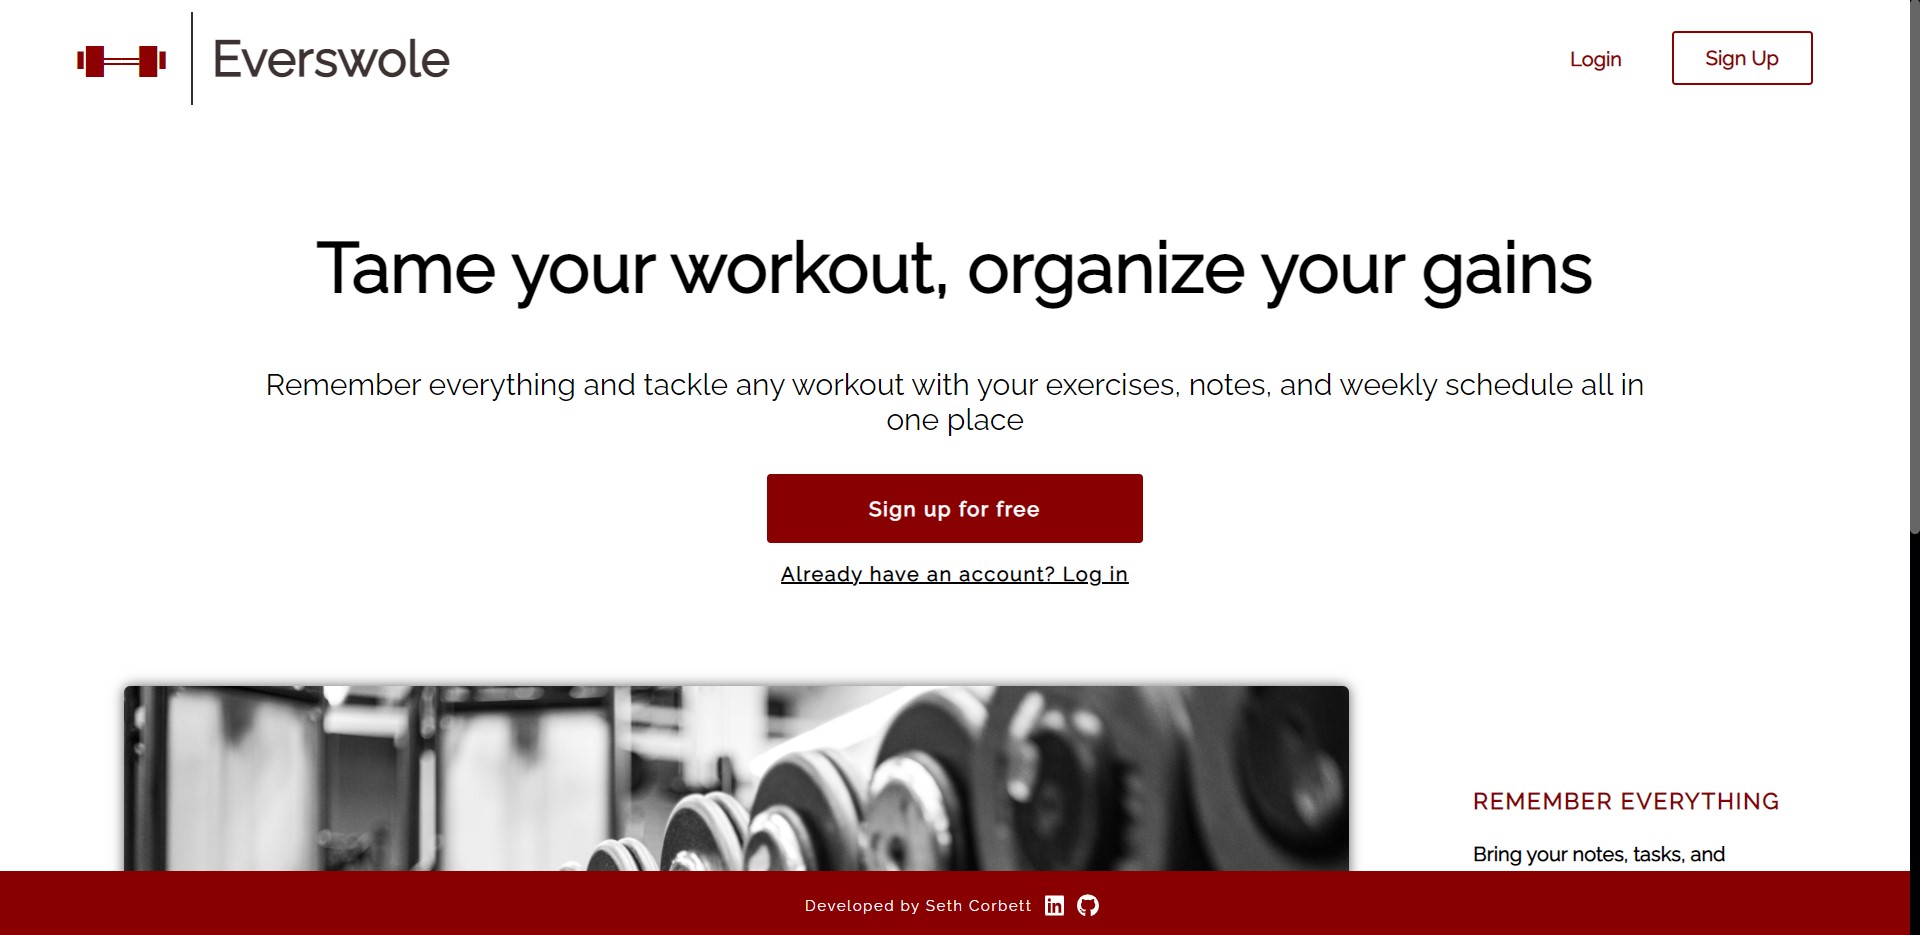 Everswole
Login
Sign Up
Tame your workout, organize your gains
Remember everything and tackle any workout with your exercises, notes, and weekly schedule all in
one place
Sign up for free
Already have an account? Log in
REMEMBER EVERYTHING
Bring your notes, tasks, and
Developed by Seth Corbett